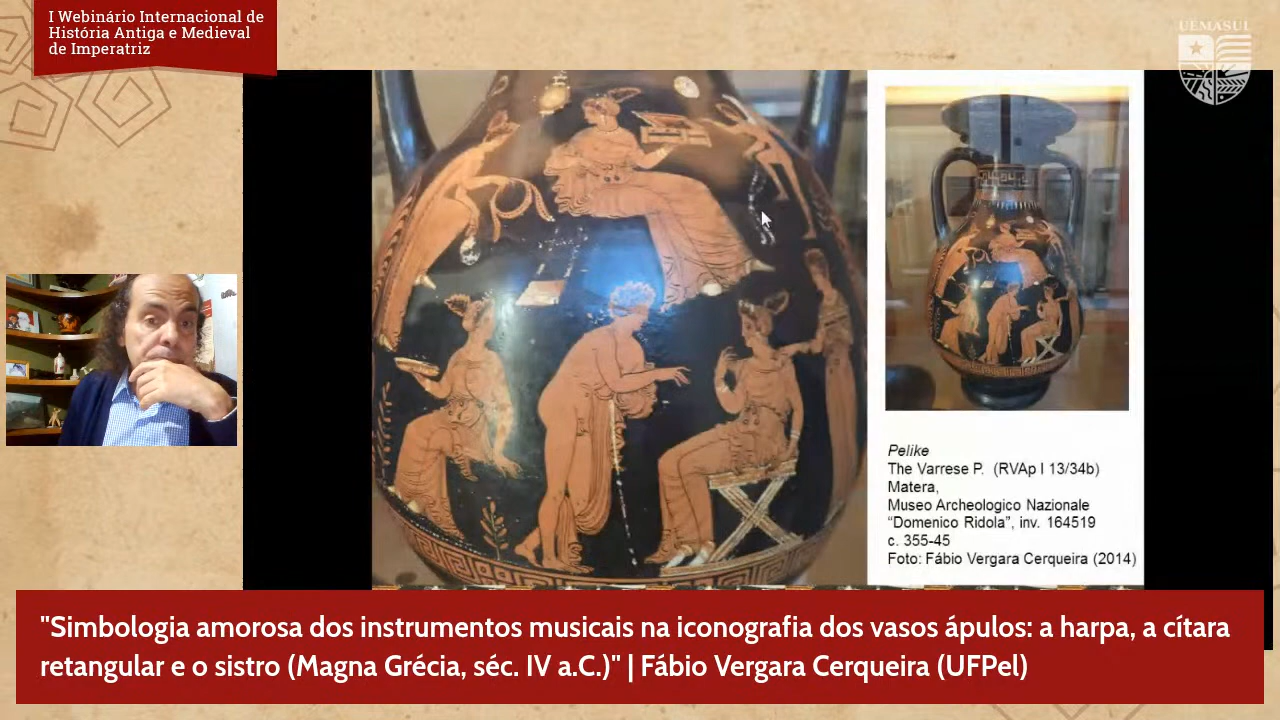 I Webinário Internacional de
História Antiga e Medieval
de Imperatriz
UEMASUL
Pelike
The Varrese P. (RVAp I 13/34b)
Matera,
Museo Archeologico Nazionale
“Domenico Ridola”, inv. 164519
c. 355-45
Foto: Fábio Vergara Cerqueira (2014)
"Simbologia amorosa dos instrumentos musicais na iconografia dos vasos ápulos: a harpa, a cítara
retangular e o sistro (Magna Grécia, séc. IV a.C.)" | Fábio Vergara Cerqueira (UFPel)